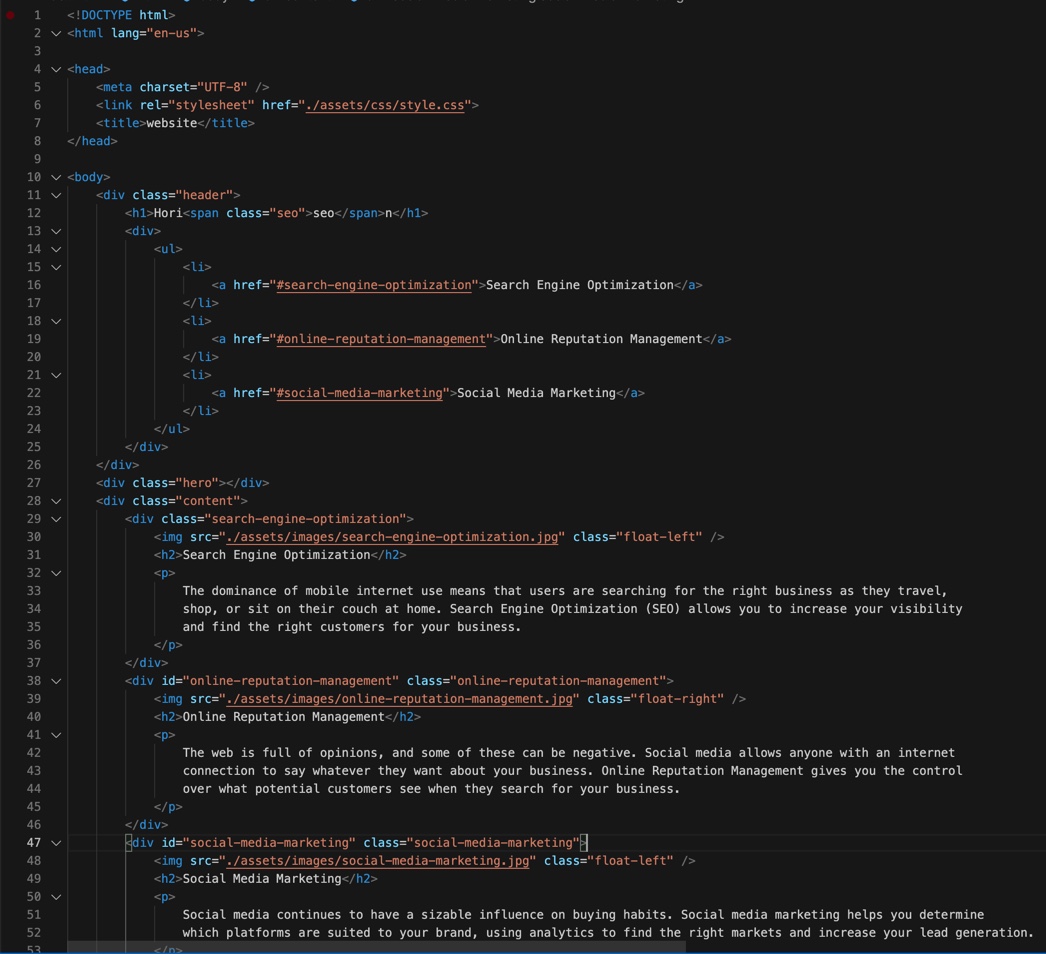 1 <!DOCTYPE html>
2 <html lang="en-us">
3
4 <head>
5     <meta charset="UTF-8" />
6     <link rel="stylesheet" href="./assets/css/style.css">
7     <title>website</title>
8 </head>
9
10 <body>
11     <div class="header">
12         <h1>Hori<span class="seo">seo</span>n</h1>
13         <div>
14             <ul>
15                 <li>
16                     <a href="#search-engine-optimization">Search Engine Optimization</a>
17                 </li>
18                 <li>
19                     <a href="#online-reputation-management">Online Reputation Management</a>
20                 </li>
21                 <li>
22                     <a href="#social-media-marketing">Social Media Marketing</a>
23                 </li>
24             </ul>
25         </div>
26     </div>
27     <div class="hero"></div>
28     <div class="content">
29         <div class="search-engine-optimization">
30             <img src="./assets/images/search-engine-optimization.jpg" class="float-left" />
31             <h2>Search Engine Optimization</h2>
32             <p>
33                 The dominance of mobile internet use means that users are searching for the right business as they travel,
34                 shop, or sit on their couch at home. Search Engine Optimization (SEO) allows you to increase your visibility
35                 and find the right customers for your business.
36             </p>
37         </div>
38         <div id="online-reputation-management" class="online-reputation-management">
39             <img src="./assets/images/online-reputation-management.jpg" class="float-right" />
40             <h2>Online Reputation Management</h2>
41             <p>
42                 The web is full of opinions, and some of these can be negative. Social media allows anyone with an internet
43                 connection to say whatever they want about your business. Online Reputation Management gives you the control
44                 over what potential customers see when they search for your business.
45             </p>
46         </div>
47         <div id="social-media-marketing" class="social-media-marketing">
48             <img src="./assets/images/social-media-marketing.jpg" class="float-left" />
49             <h2>Social Media Marketing</h2>
50             <p>
51                 Social media continues to have a sizable influence on buying habits. Social media marketing helps you determine
52                 which platforms are suited to your brand, using analytics to find the right markets and increase your lead generation.
53             </p>